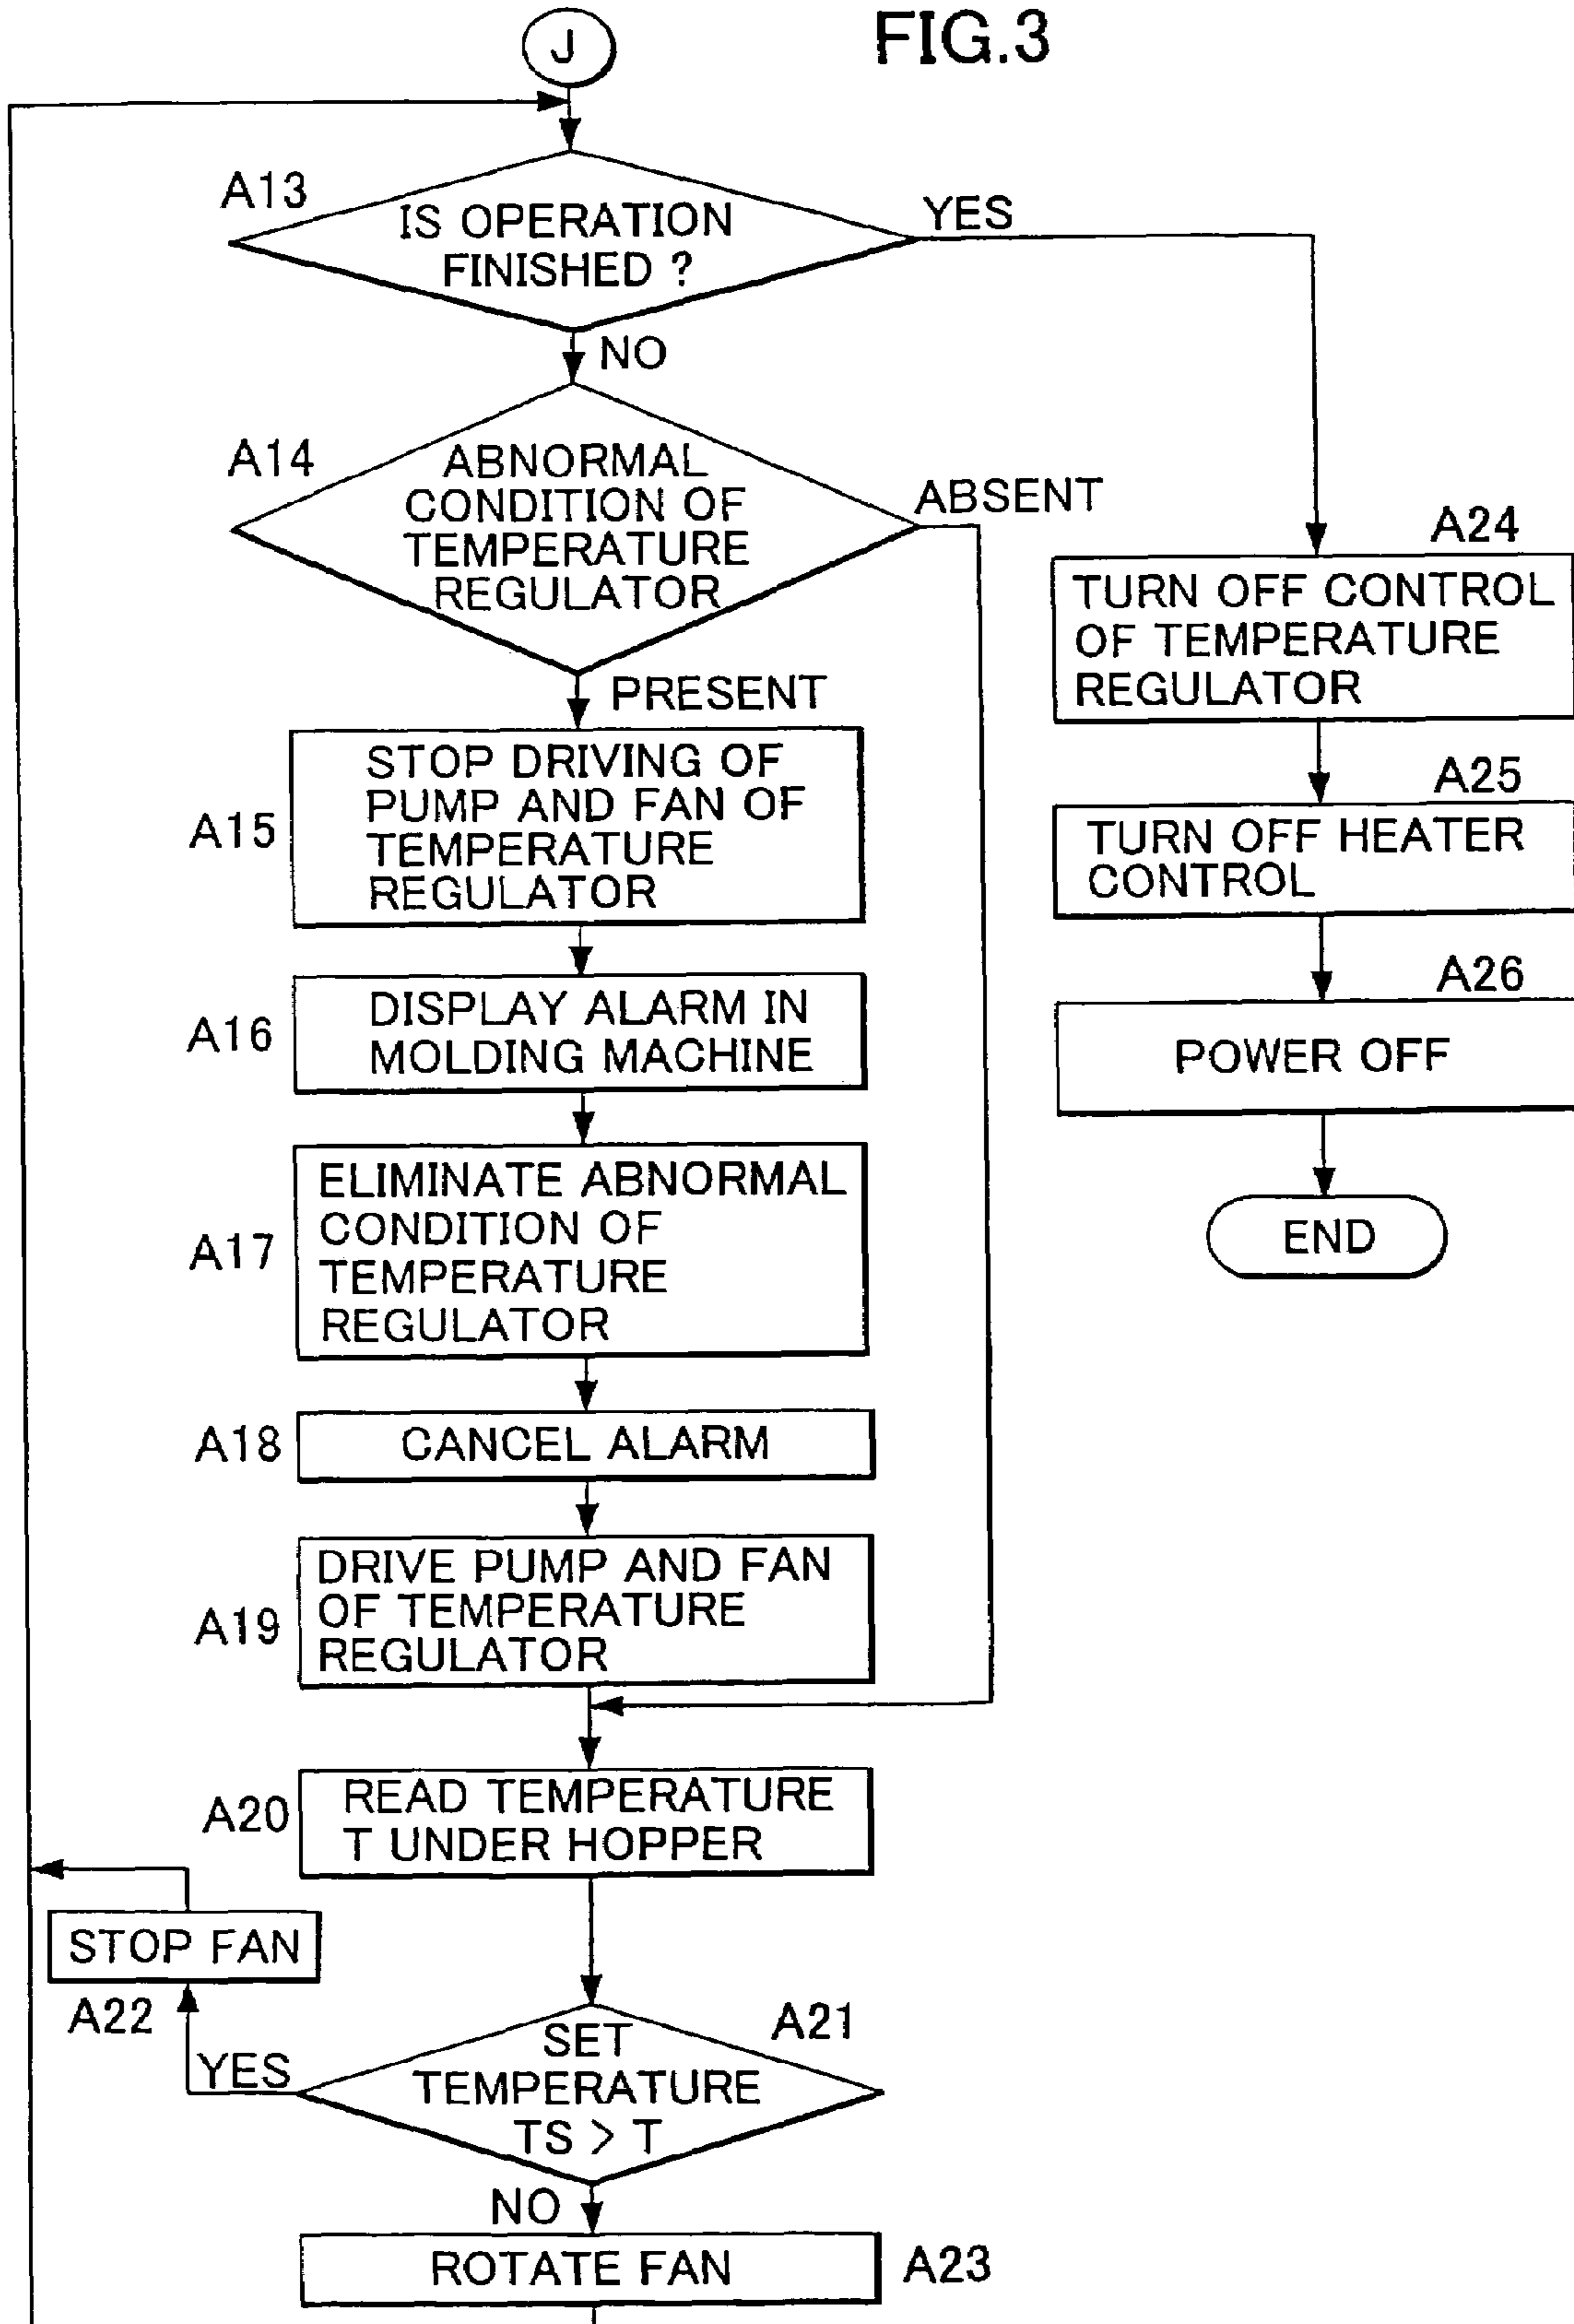 FIG.3
J
A13
IS OPERATION
FINISHED ?
YES
NO
A14
ABNORMAL
CONDITION OF
TEMPERATURE
REGULATOR
ABSENT
PRESENT
A15
STOP DRIVING OF
PUMP AND FAN OF
TEMPERATURE
REGULATOR
A16
DISPLAY ALARM IN
MOLDING MACHINE
A17
ELIMINATE ABNORMAL
CONDITION OF
TEMPERATURE
REGULATOR
A18
CANCEL ALARM
A19
DRIVE PUMP AND FAN
OF TEMPERATURE
REGULATOR
A20
READ TEMPERATURE
T UNDER HOPPER
A21
SET
TEMPERATURE
TS > T
YES
A22
STOP FAN
NO
ROTATE FAN
A23
A24
TURN OFF CONTROL
OF TEMPERATURE
REGULATOR
A25
TURN OFF HEATER
CONTROL
A26
POWER OFF
END